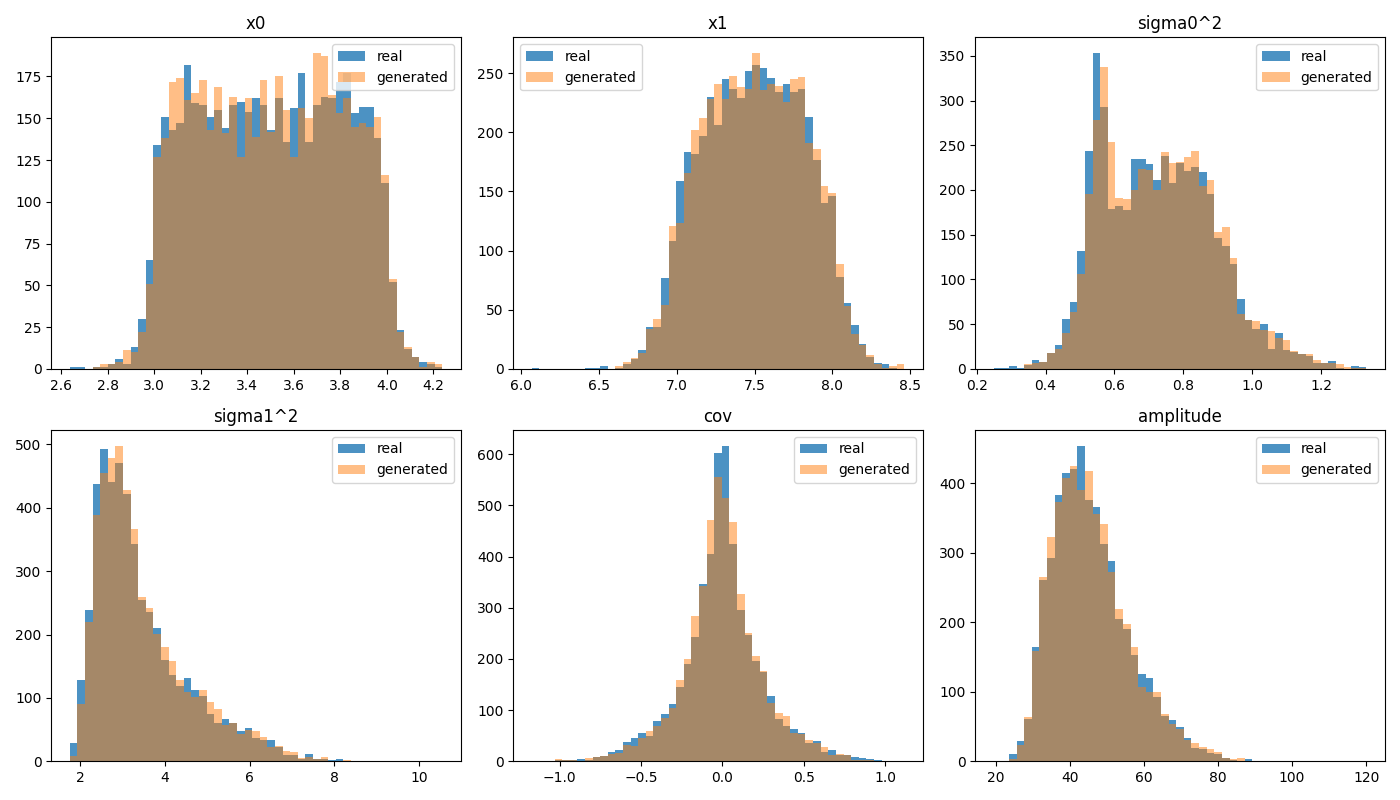 x0
real
generated
175
150
125
100
75
50
25
0
2.6 2.8 3.0 3.2 3.4 3.6 3.8 4.0 4.2
x1
real
generated
250
200
150
100
50
0
6.0 6.5 7.0 7.5 8.0 8.5
sigma0^2
real
generated
350
300
250
200
150
100
50
0
0.2 0.4 0.6 0.8 1.0 1.2
sigma1^2
real
generated
500
400
300
200
100
0
2 4 6 8 10
cov
real
generated
600
500
400
300
200
100
0
−1.0 −0.5 0.0 0.5 1.0
amplitude
real
generated
400
300
200
100
0
20 40 60 80 100 120